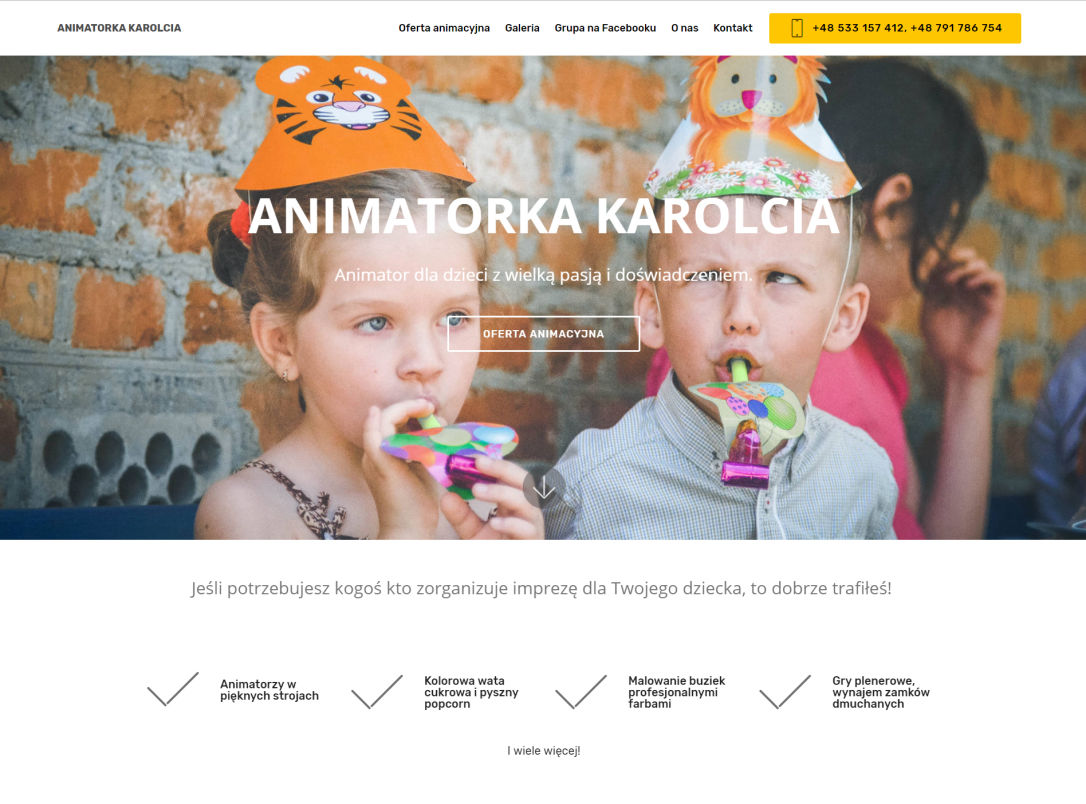 ANIMATORKA KAROLCIA
Oferta animacyjna Galeria Grupa na Facebooku O nas Kontakt
+48 533 157 412, +48 791 786 754
ANIMATORKA KAROLCIA
Animator dla dzieci z wielką pasją i doświadczeniem.
OFERTA ANIMACYJNA
Jeśli potrzebujesz kogoś kto zorganizuje imprezę dla Twojego dziecka, to dobrze trafiłeś!
Animatorzy w
pięknych strojach
Kolorowa wata
cukrowa i pyszny
popcorn
Malowanie buziek
profesjonalnymi
farbami
Gry plenerowe,
wynajem zamków
dmuchanych
I wiele więcej!